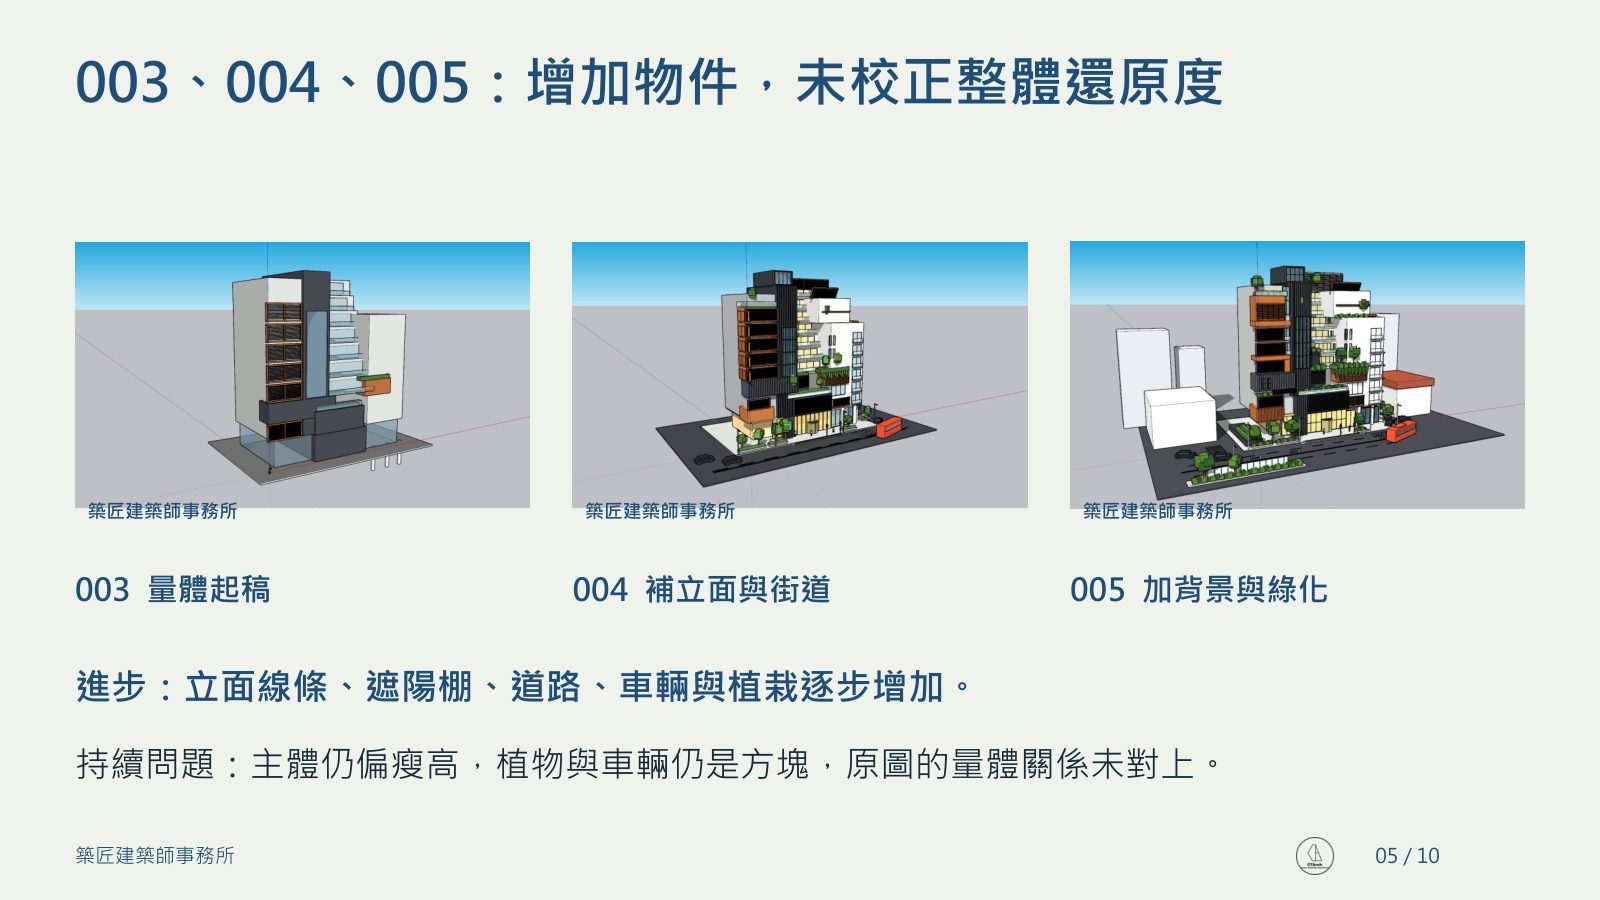 003、004、005：增加物件，未校正整體還原度
築匠建築師事務所
築匠建築師事務所
築匠建築師事務所
003 量體起稿
004 補立面與街道
005 加背景與綠化
進步：立面線條、遮陽棚、道路、車輛與植栽逐步增加。
持續問題：主體仍偏瘦高，植物與車輛仍是方塊，原圖的量體關係未對上。
築匠建築師事務所
05 / 10